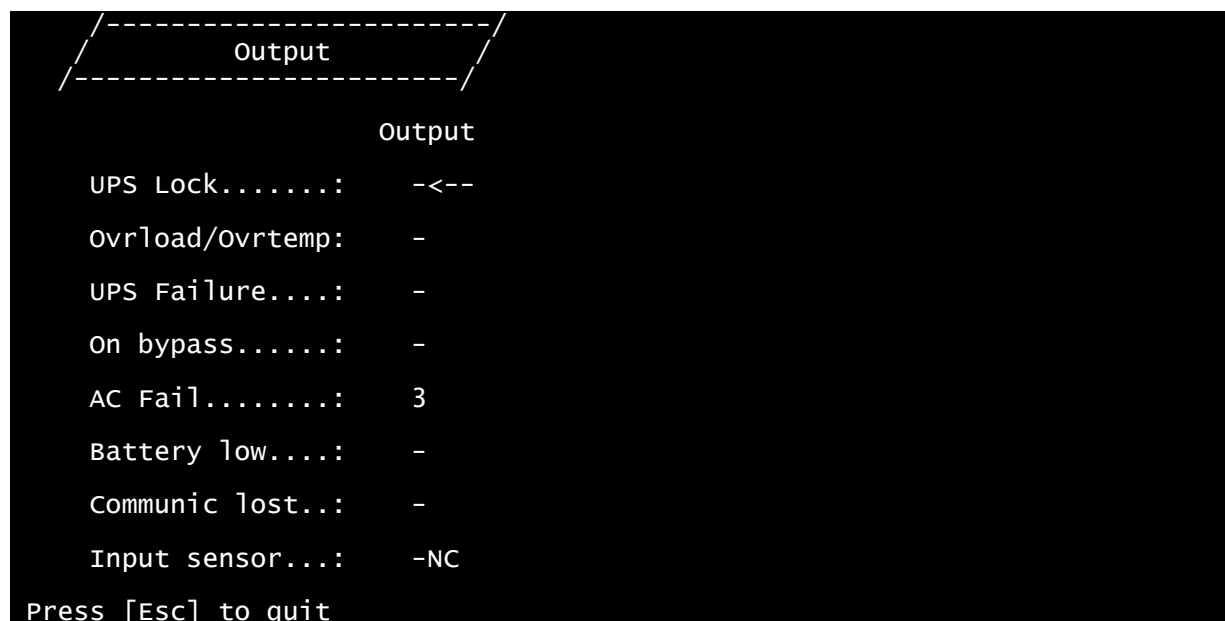 /------------------------/
/ Output /
/------------------------/
Output
UPS Lock.......: -<--
Ovrload/Ovrtemp: -
UPS Failure....: -
On bypass......: -
AC Fail........: 3
Battery low....: -
Communic lost..: -
Input sensor...: -NC
Press [Esc] to quit